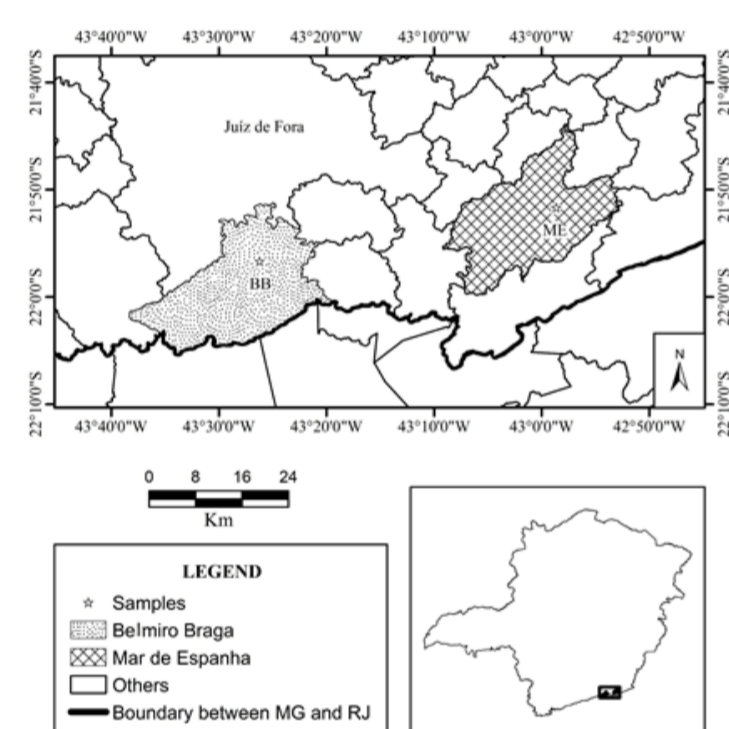 43°40'0"W 43°30'0"W 43°20'0"W 43°10'0"W 43°00'0"W 42°50'0"W
21°40'0"S 21°40'0"S
Juíz de Fora
21°50'0"S 21°50'0"S
ME
BB
22°0'0"S 22°0'0"S
N
22°10'0"S 22°10'0"S
43°40'0"W 43°30'0"W 43°20'0"W 43°10'0"W 43°00'0"W 42°50'0"W
0 8 16 24
Km
LEGEND
Samples
Belmiro Braga
Mar de Espanha
Others
Boundary between MG and RJ